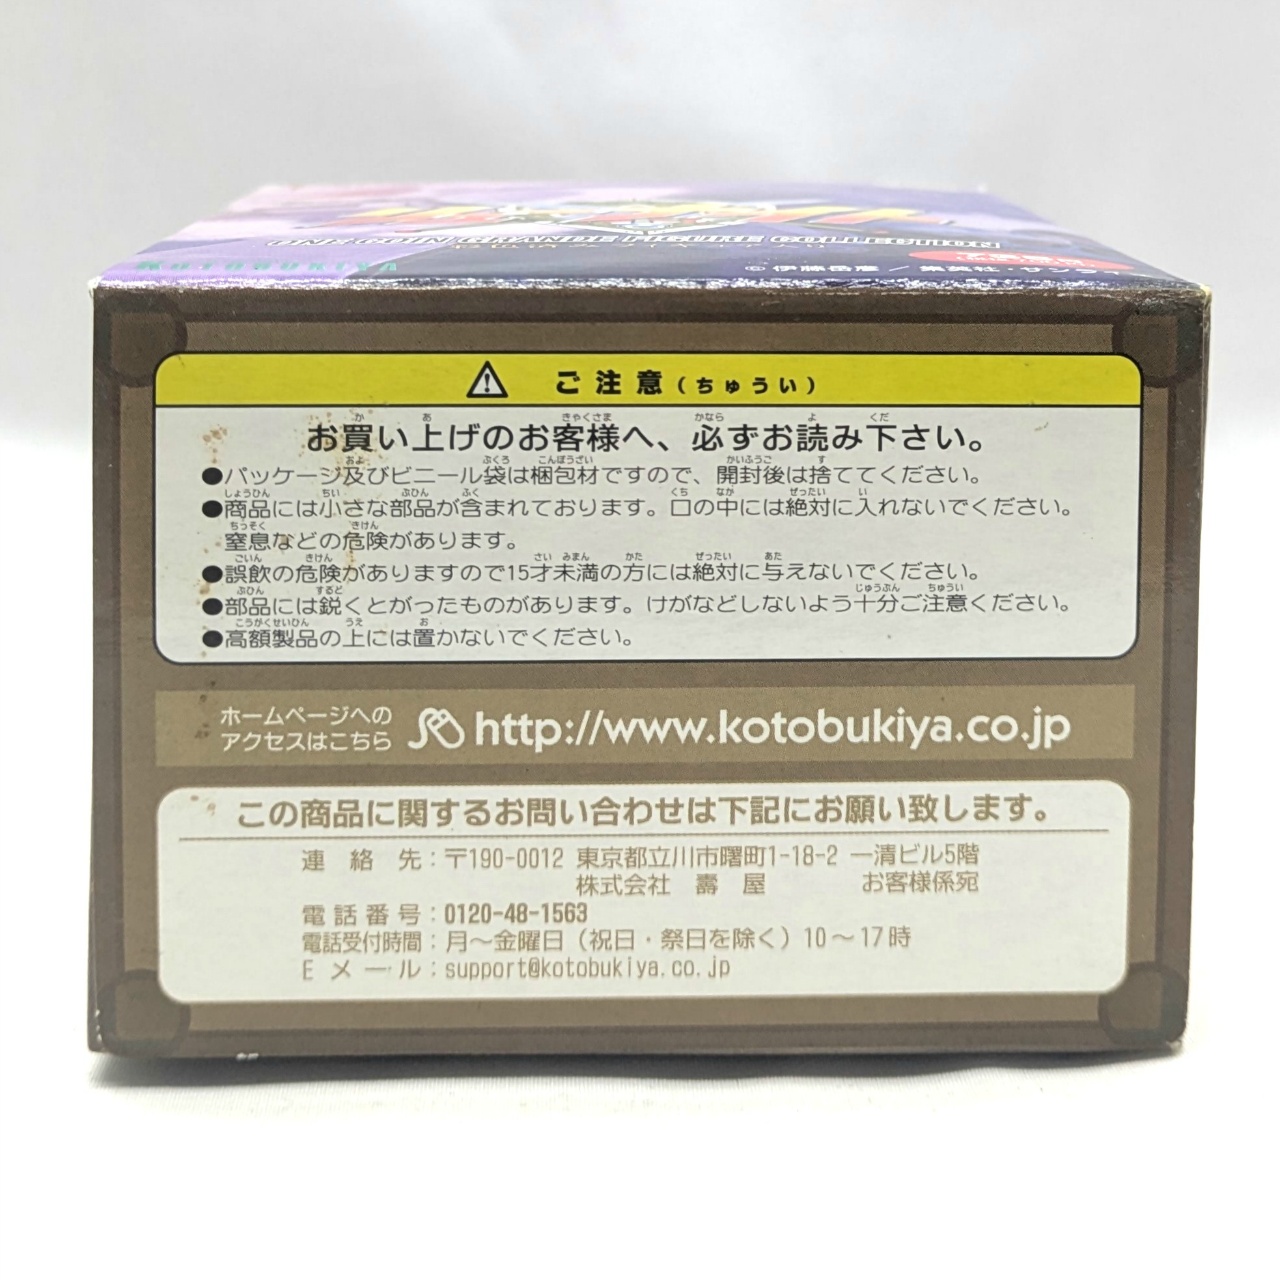 ONE COIN GRANDE FIGURE COLLECTION
KOTOBUKIYA
© 伊藤岳彦 / 集英社・サンライ
ご注意(ちゅうい)
お買い上げのお客様へ、必ずお読み下さい。
●パッケージ及びビニール袋は梱包材ですので、開封後は捨ててください。
●商品には小さな部品が含まれております。口の中には絶対に入れないでください。
窒息などの危険があります。
●誤飲の危険がありますので15才未満の方には絶対に与えないでください。
●部品には鋭くとがったものがあります。けがなどしないよう十分ご注意ください。
●高額製品の上には置かないでください。
ホームページへの
アクセスはこちら
http://www.kotobukiya.co.jp
この商品に関するお問い合わせは下記にお願い致します。
連絡先:〒190-0012 東京都立川市曙町1-18-2 一清ビル5階
株式会社 壽屋 お客様係宛
電話番号:0120-48-1563
電話受付時間:月～金曜日(祝日・祭日を除く)10～17時
Eメール:support@kotobukiya.co.jp